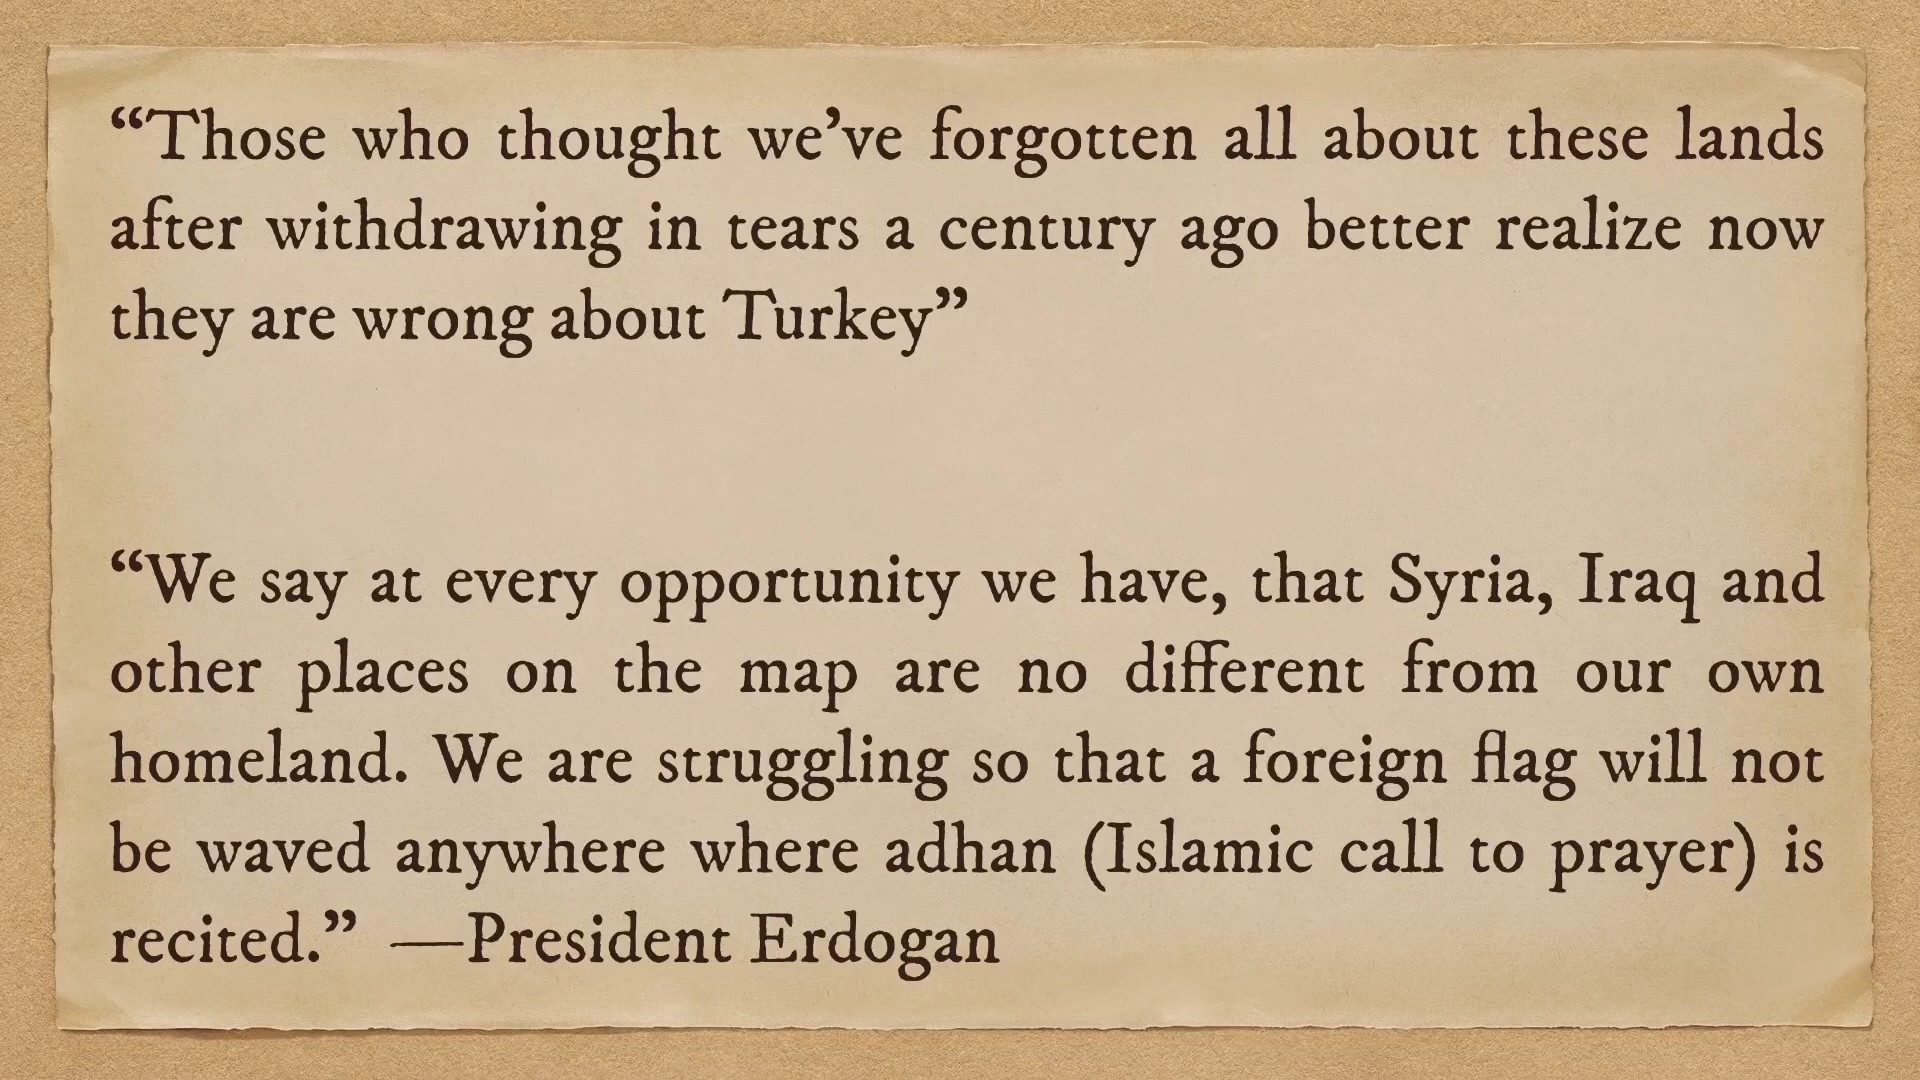 “Those who thought we’ve forgotten all about these lands
after withdrawing in tears a century ago better realize now
they are wrong about Turkey”
“We say at every opportunity we have, that Syria, Iraq and
other places on the map are no different from our own
homeland. We are struggling so that a foreign flag will not
be waved anywhere where adhan (Islamic call to prayer) is
recited.” —President Erdogan